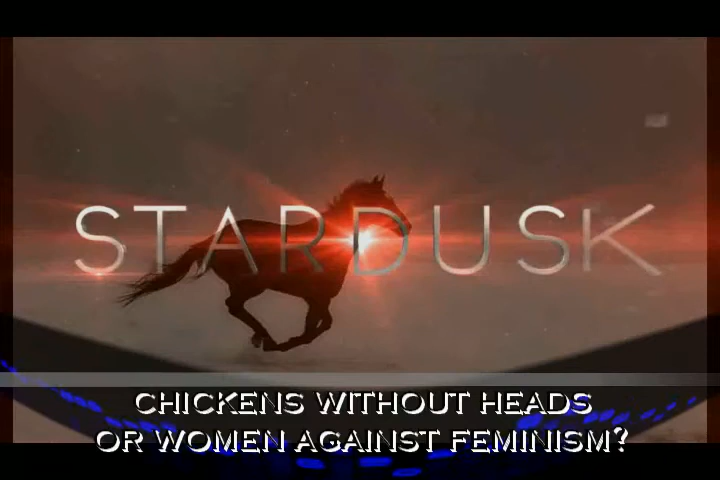 STARDUSK
CHICKENS WITHOUT HEADS
OR WOMEN AGAINST FEMINISM?